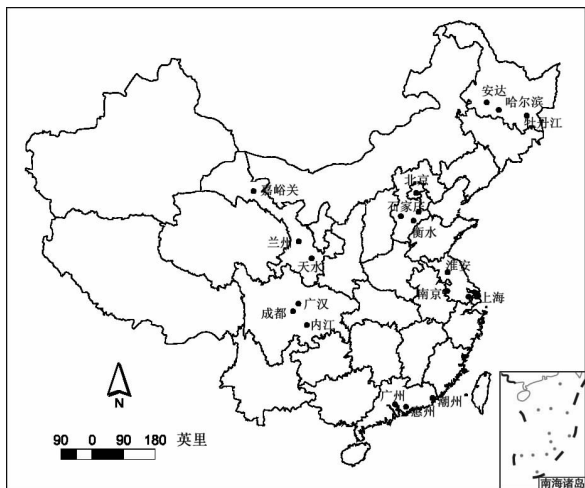 安达
哈尔滨
牡丹江
北京
嘉峪关
石家庄
衡水
兰州
天水
淮安
南京
上海
广汉
成都
内江
广州
惠州
潮州
N
90 0 90 180 英里
南海诸岛